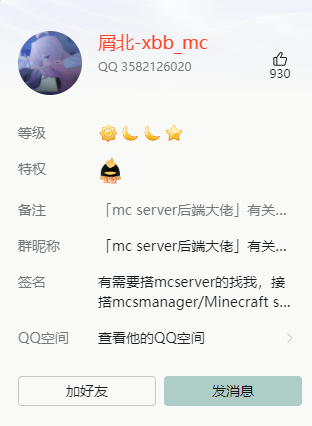 屑北-xbb_mc
QQ 3582126020
930
等级
特权
备注 「mc server后端大佬」有关...
群昵称 「mc server后端大佬」有关...
签名 有需要搭mcserver的找我，接
搭mcsmanager/Minecraft s...
QQ空间 查看他的QQ空间
加好友 发消息